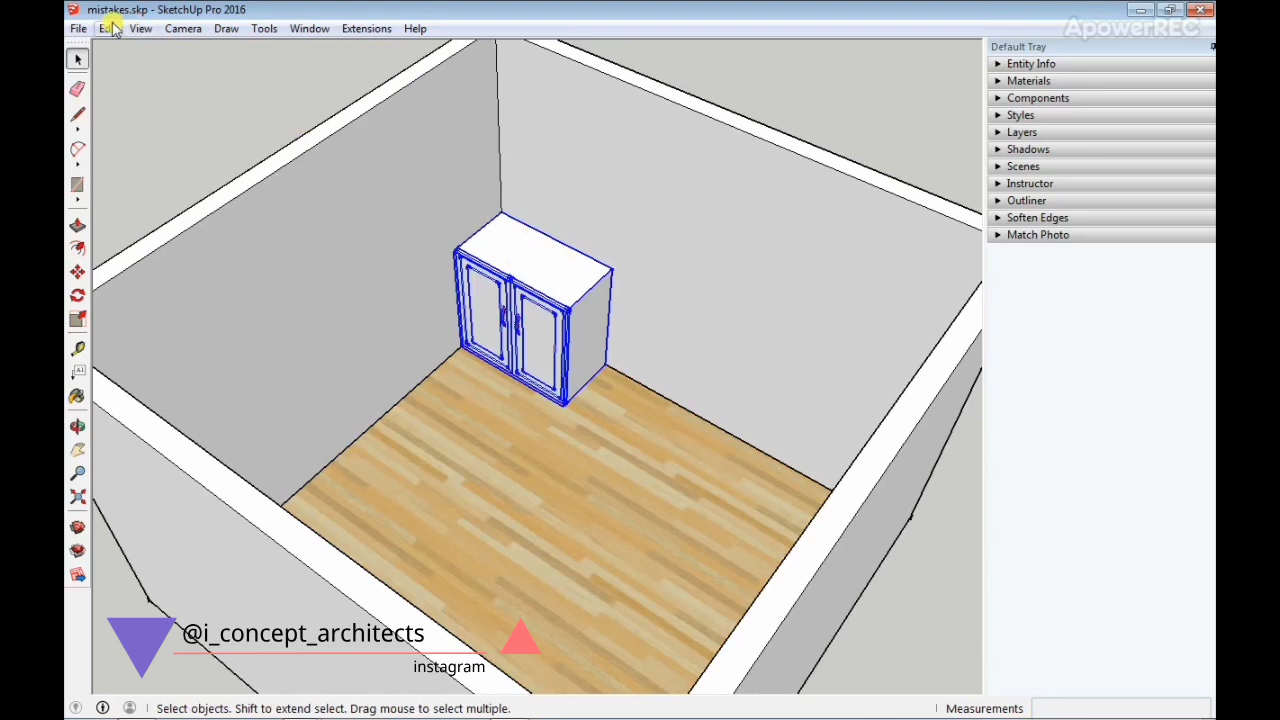 mistakes.skp - SketchUp Pro 2016
ApowerREC
File Edit View Camera Draw Tools Window Extensions Help
Default Tray
Entity Info
Materials
Components
Styles
Layers
Shadows
Scenes
Instructor
Outliner
Soften Edges
Match Photo
A1
@i_concept_architects
instagram
Select objects. Shift to extend select. Drag mouse to select multiple.
Measurements